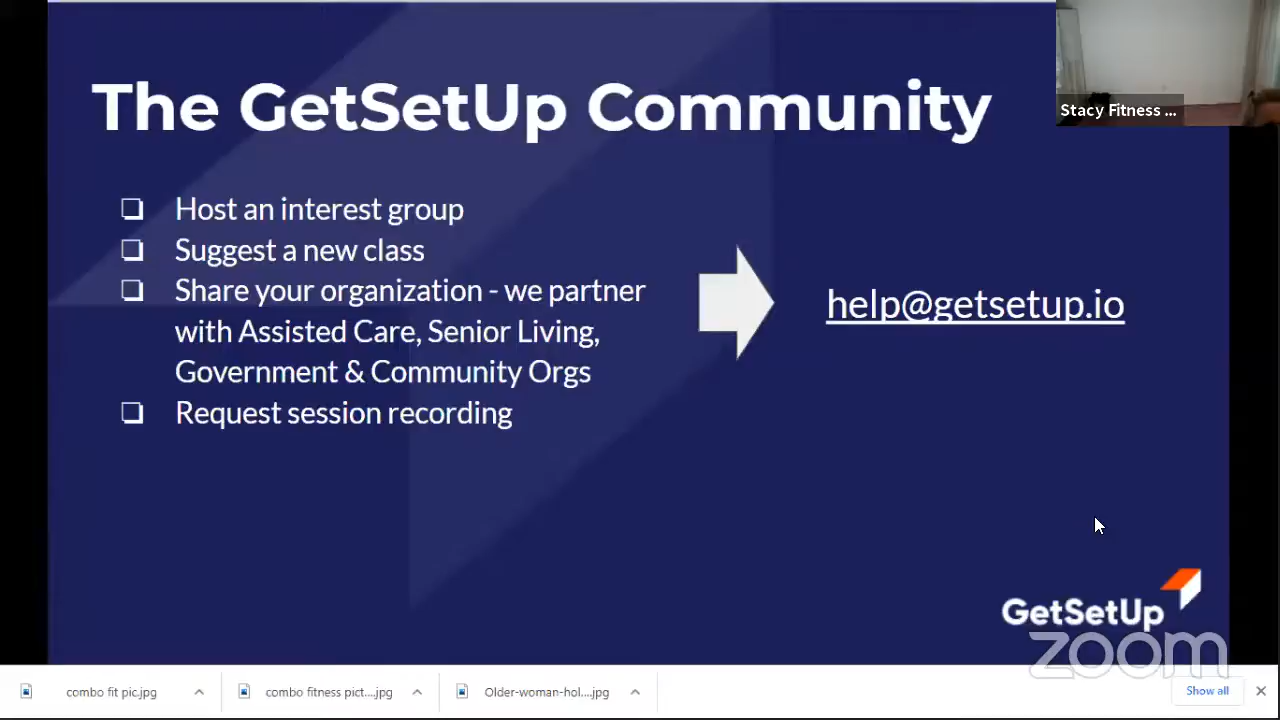 The GetSetUp Community
Stacy Fitness ...
❏ Host an interest group
❏ Suggest a new class
❏ Share your organization - we partner
with Assisted Care, Senior Living,
Government & Community Orgs
❏ Request session recording
help@getsetup.io
GetSetUp
zoom
combo fit pic.jpg
combo fitness pict....jpg
Older-woman-hol....jpg
Show all